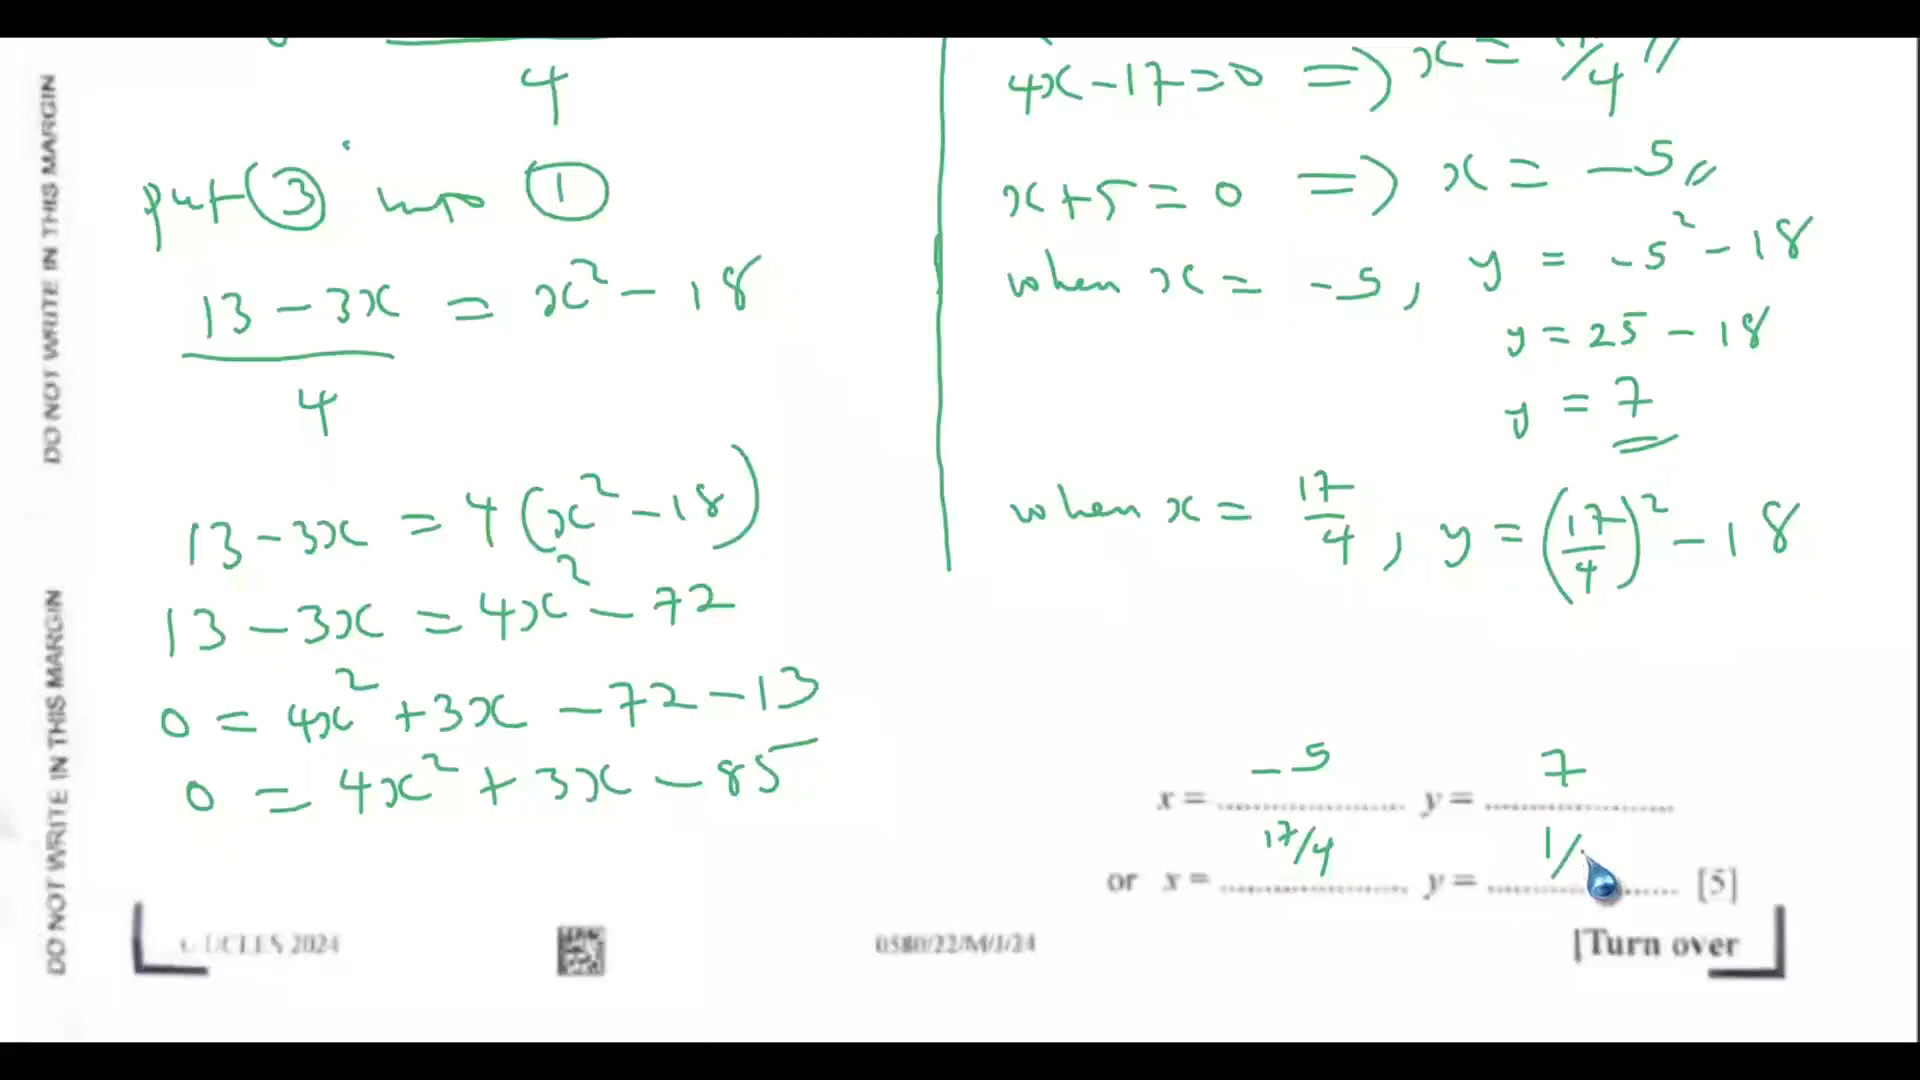 4
put ③ into ①
13 - 3x = x² - 18
4
13 - 3x = 4(x² - 18)
13 - 3x = 4x² - 72
0 = 4x² + 3x - 72 - 13
0 = 4x² + 3x - 85
4x - 17 = 0 => x = 17/4
x + 5 = 0 => x = -5
when x = -5, y = -5² - 18
y = 25 - 18
y = 7
when x = 17/4, y = (17/4)² - 18
x = -5 y = 7
or x = 17/4 y = 1/ [5]
© UCLES 2024
0580/22/M/J/24
[Turn over
DO NOT WRITE IN THIS MARGIN
DO NOT WRITE IN THIS MARGIN